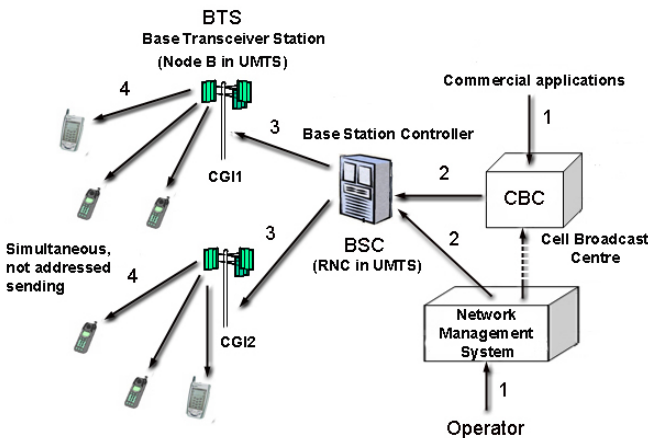 BTS
Base Transceiver Station
(Node B in UMTS)
4
Commercial applications
1
3
Base Station Controller
CGI1
2
CBC
BSC
(RNC in UMTS)
Cell Broadcast
Centre
Simultaneous,
not addressed
sending
3
2
4
CGI2
Network
Management
System
1
Operator